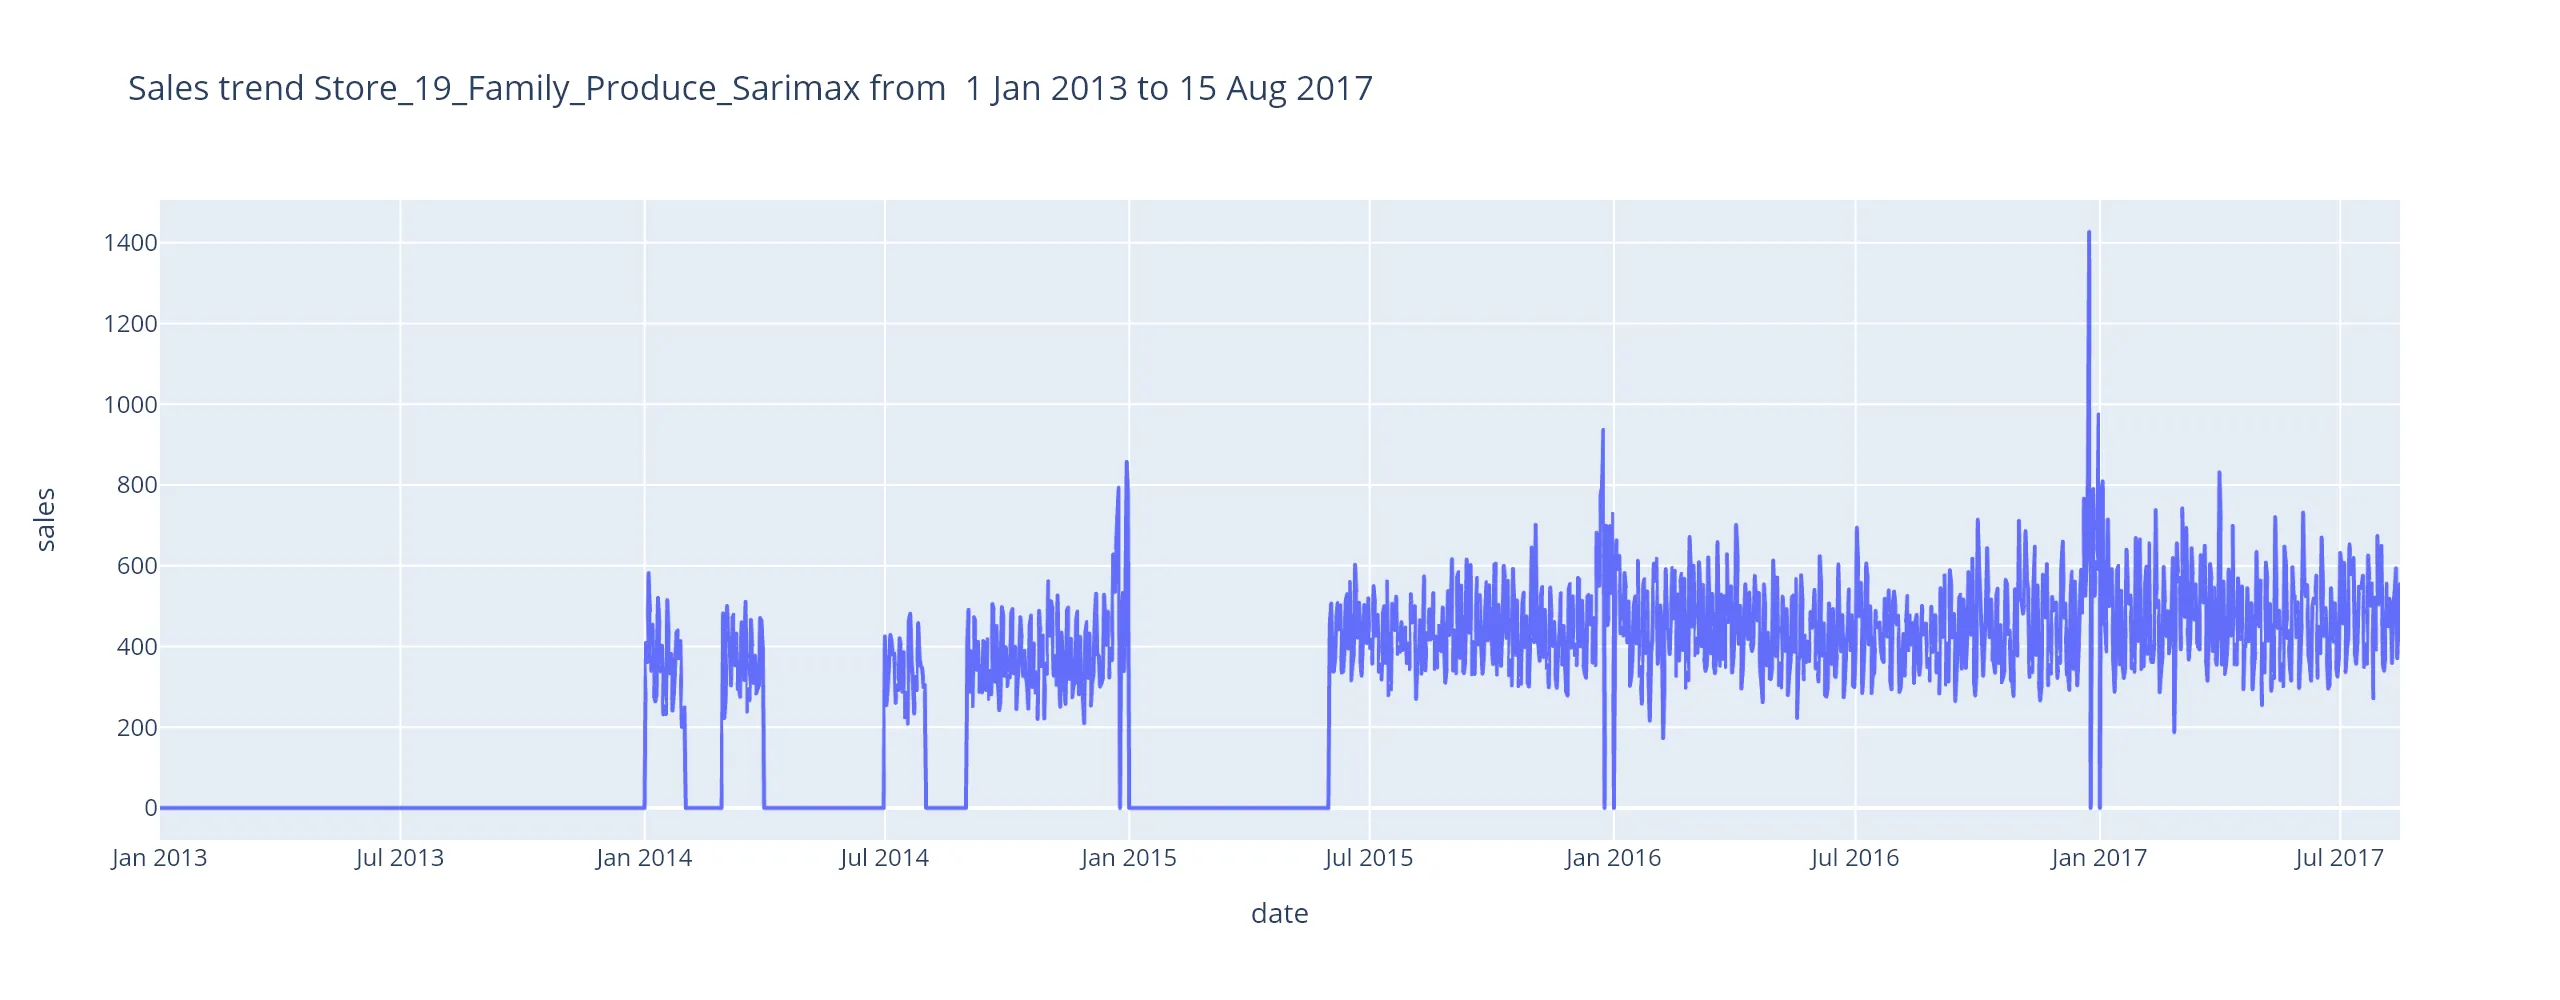 Sales trend Store_19_Family_Produce_Sarimax from  1 Jan 2013 to 15 Aug 2017
1400
1200
1000
800
600
400
200
0
sales
Jan 2013
Jul 2013
Jan 2014
Jul 2014
Jan 2015
Jul 2015
Jan 2016
Jul 2016
Jan 2017
Jul 2017
date